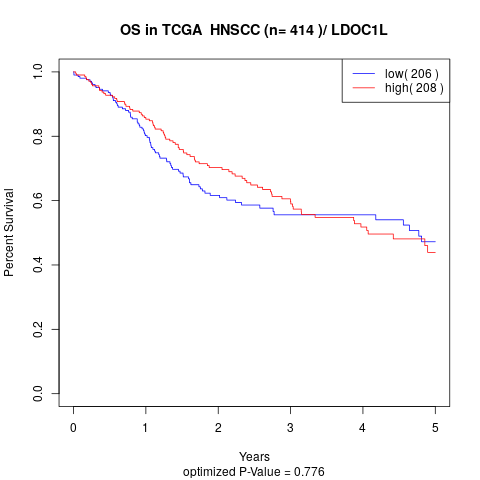 OS in TCGA  HNSCC (n= 414 )/ LDOC1L
low( 206 )
high( 208 )
Percent Survival
1.0
0.8
0.6
0.4
0.2
0.0
0 1 2 3 4 5
Years
optimized P-Value = 0.776